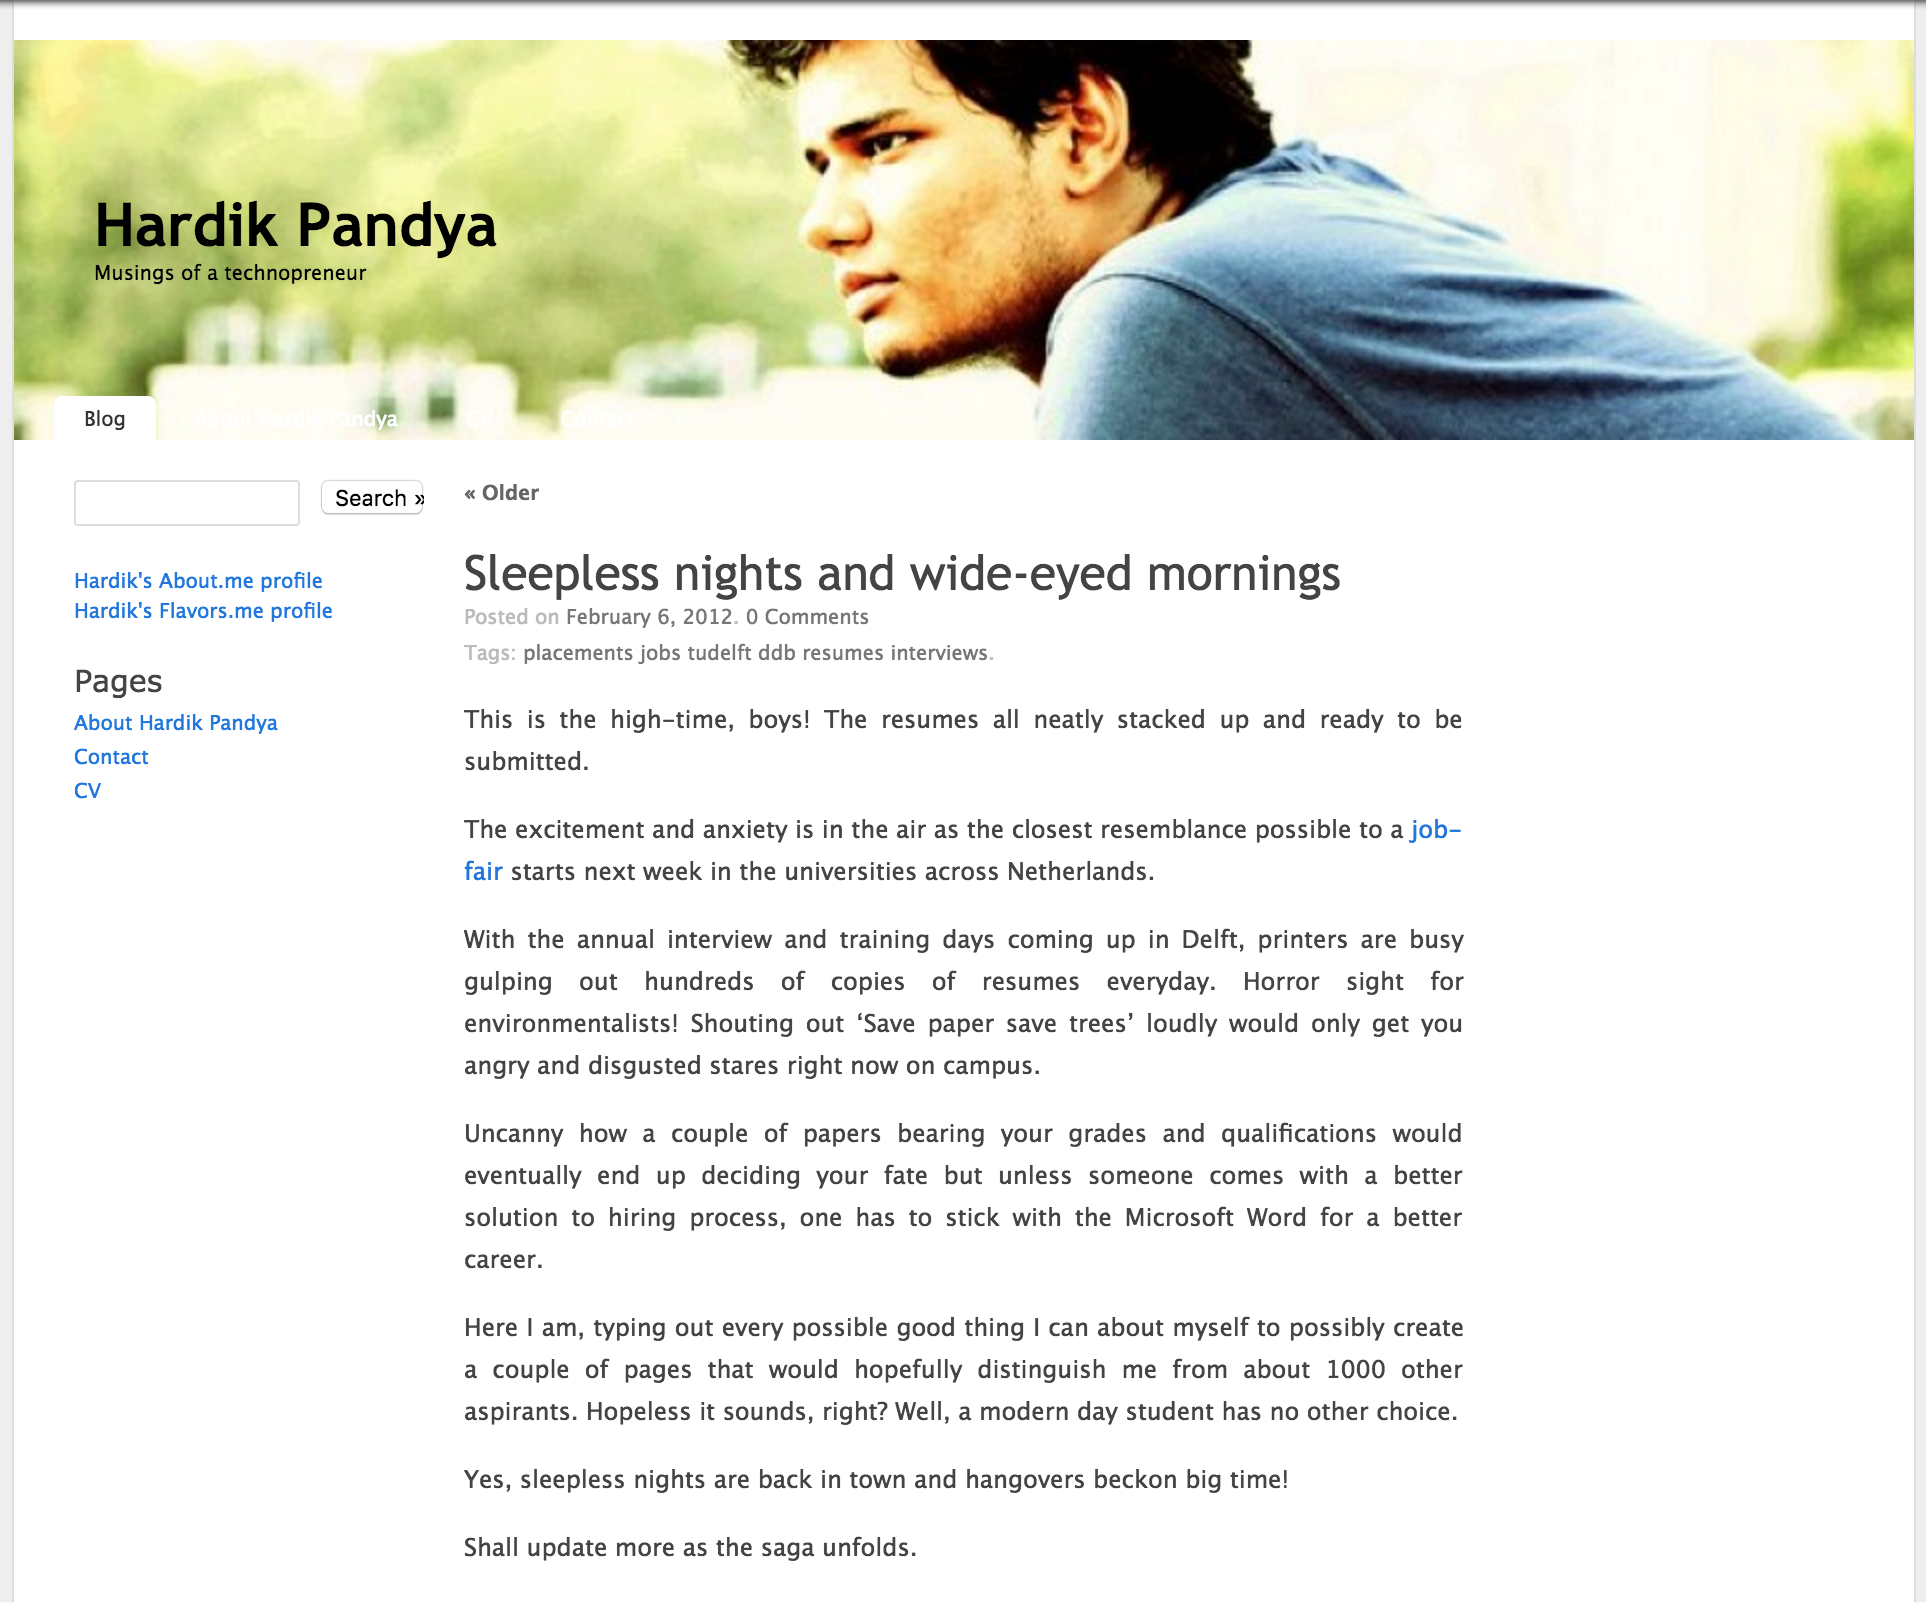 Hardik Pandya
Musings of a technopreneur
Blog
About Hardik Pandya
CV
Contact
Search »
« Older
Hardik's About.me profile
Hardik's Flavors.me profile
Pages
About Hardik Pandya
Contact
CV
Sleepless nights and wide-eyed mornings
Posted on February 6, 2012. 0 Comments
Tags: placements jobs tudelft ddb resumes interviews.
This is the high-time, boys! The resumes all neatly stacked up and ready to be
submitted.
The excitement and anxiety is in the air as the closest resemblance possible to a job-
fair starts next week in the universities across Netherlands.
With the annual interview and training days coming up in Delft, printers are busy
gulping out hundreds of copies of resumes everyday. Horror sight for
environmentalists! Shouting out ‘Save paper save trees’ loudly would only get you
angry and disgusted stares right now on campus.
Uncanny how a couple of papers bearing your grades and qualifications would
eventually end up deciding your fate but unless someone comes with a better
solution to hiring process, one has to stick with the Microsoft Word for a better
career.
Here I am, typing out every possible good thing I can about myself to possibly create
a couple of pages that would hopefully distinguish me from about 1000 other
aspirants. Hopeless it sounds, right? Well, a modern day student has no other choice.
Yes, sleepless nights are back in town and hangovers beckon big time!
Shall update more as the saga unfolds.